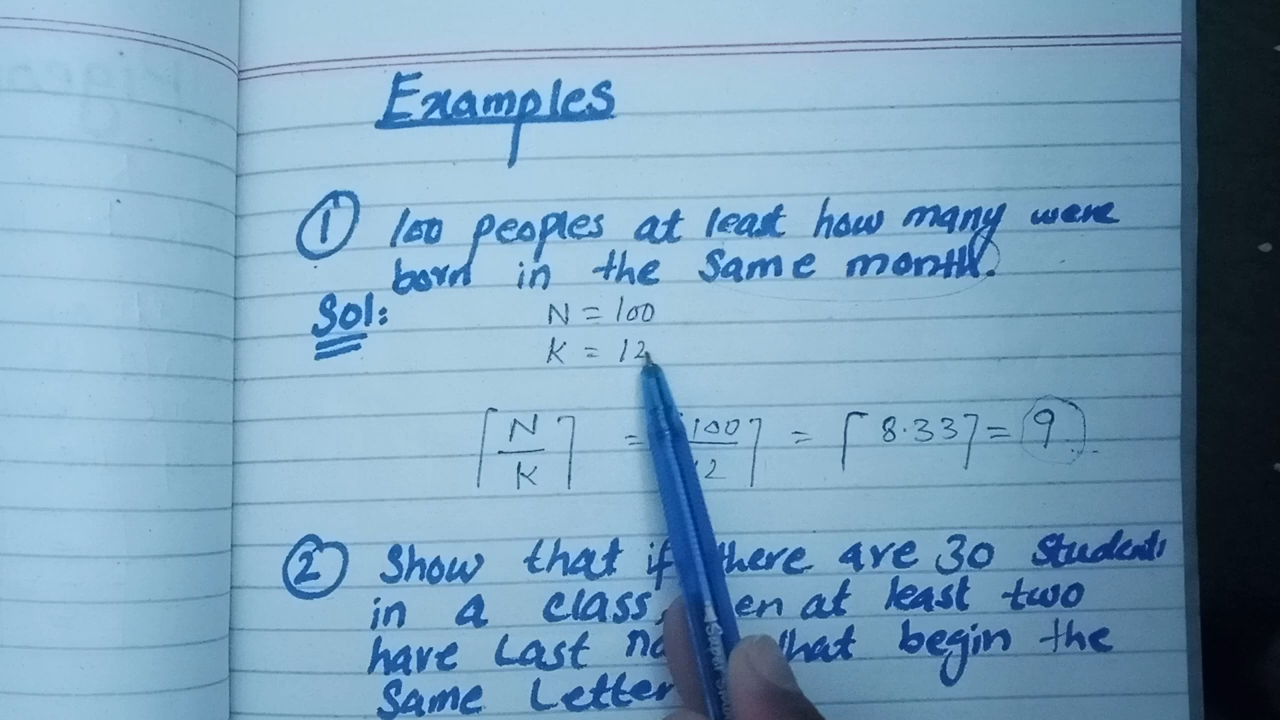 Examples
① 100 peoples at least how many were
born in the same month.
Sol:
N = 100
K = 12
⌈N/K⌉ = 100/12⌉ = ⌈8.33⌉ = 9
② Show that if there are 30 students
in a class, at least two
have Last that begin the
Same Letter